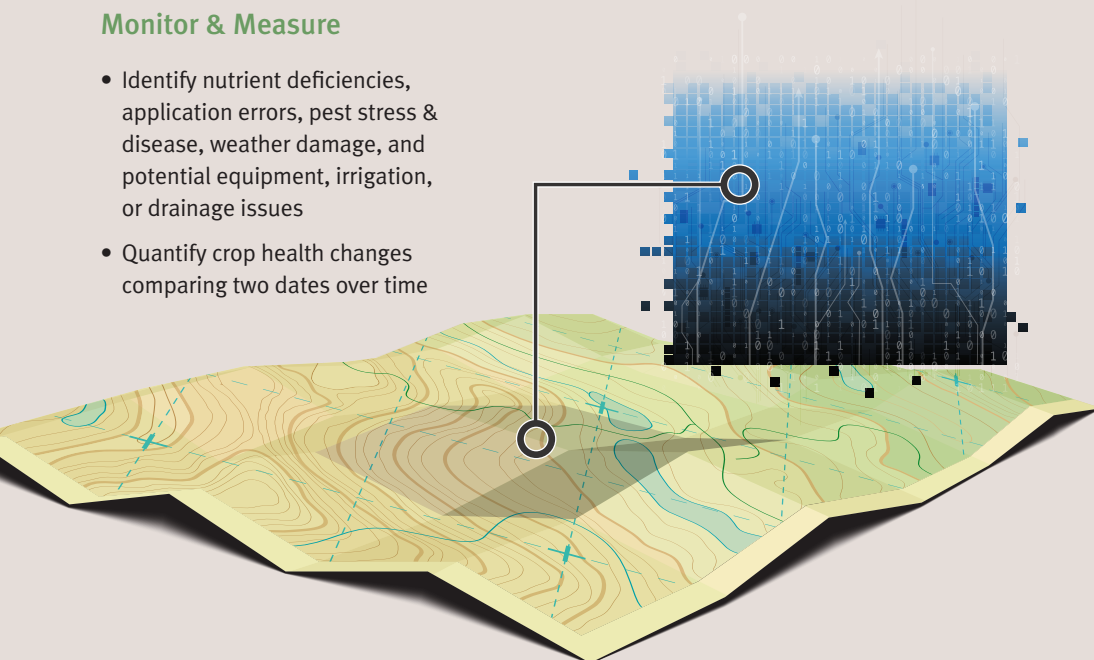 Monitor & Measure
• Identify nutrient deficiencies,
application errors, pest stress &
disease, weather damage, and
potential equipment, irrigation,
or drainage issues
• Quantify crop health changes
comparing two dates over time